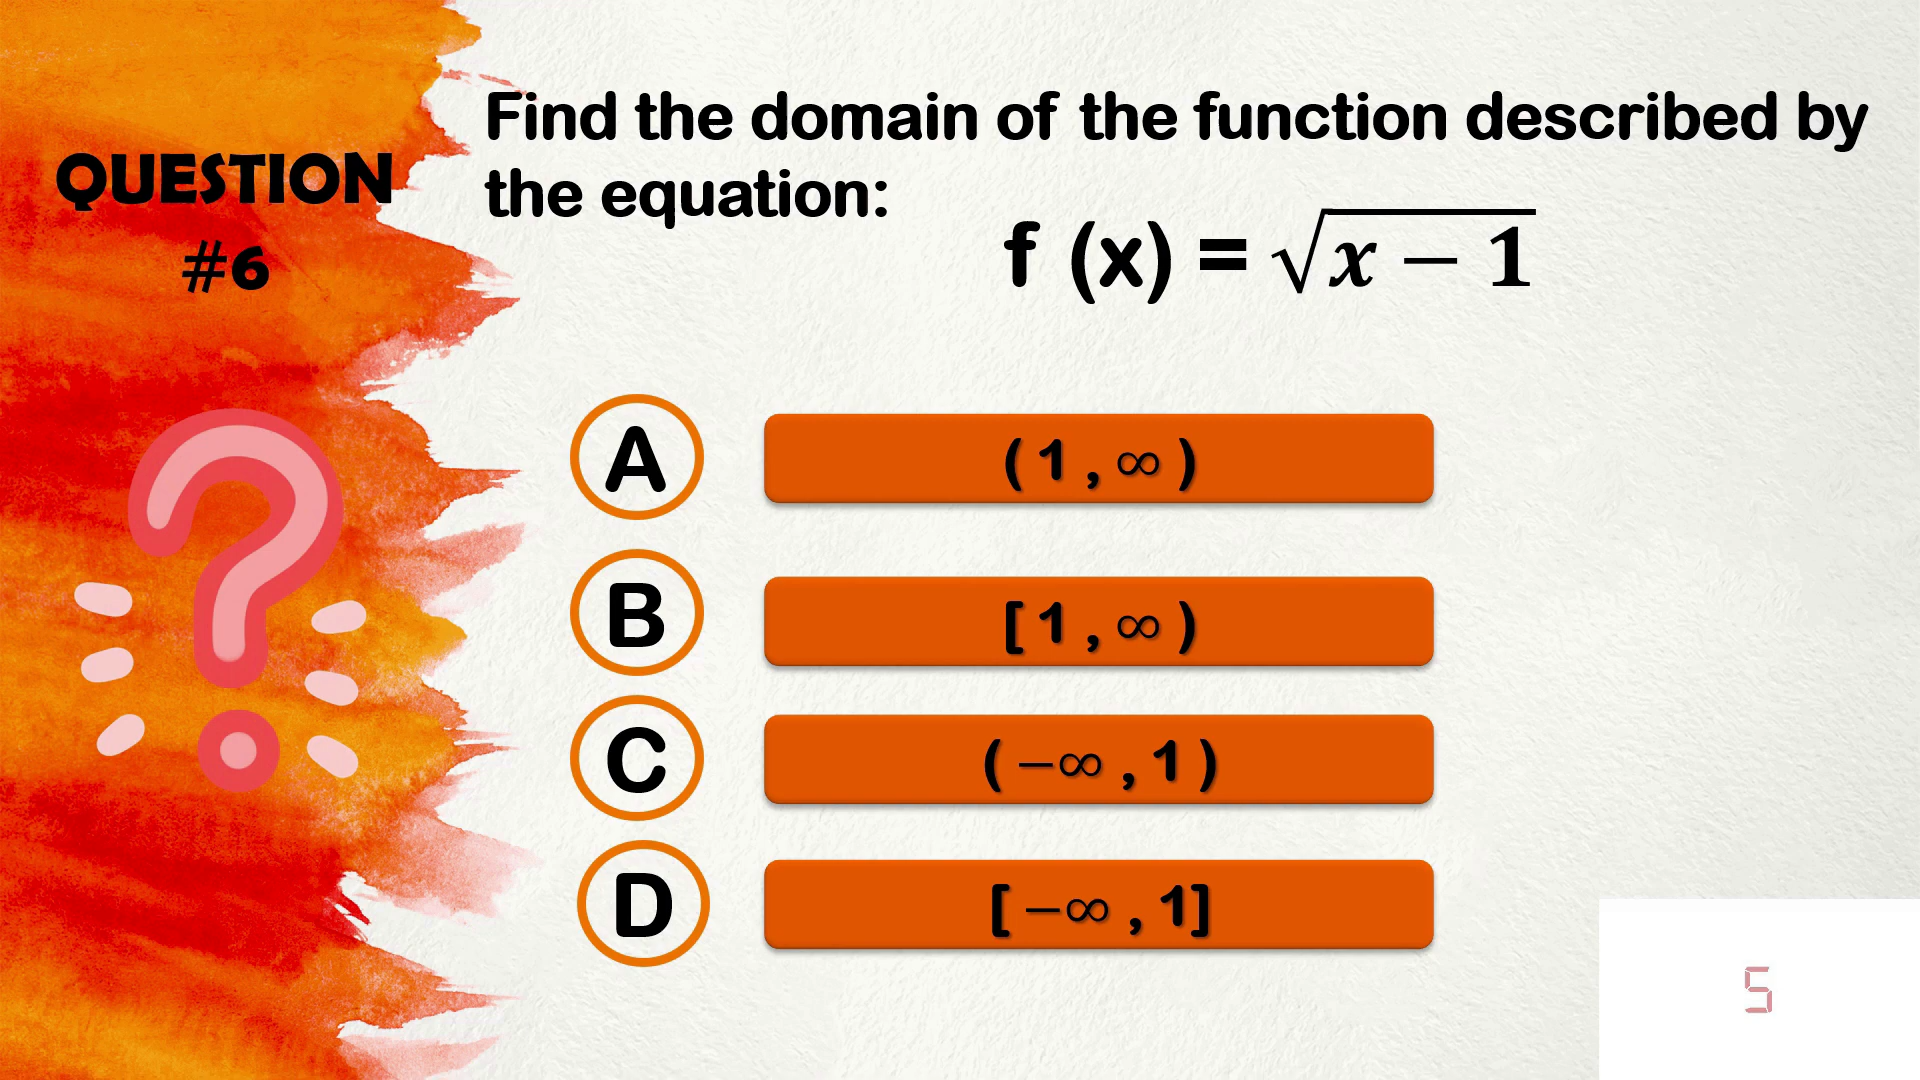 QUESTION
#6
Find the domain of the function described by
the equation:
f (x) = √x − 1
A
( 1 , ∞ )
B
[ 1 , ∞ )
C
( −∞ , 1 )
D
[ −∞ , 1]
5